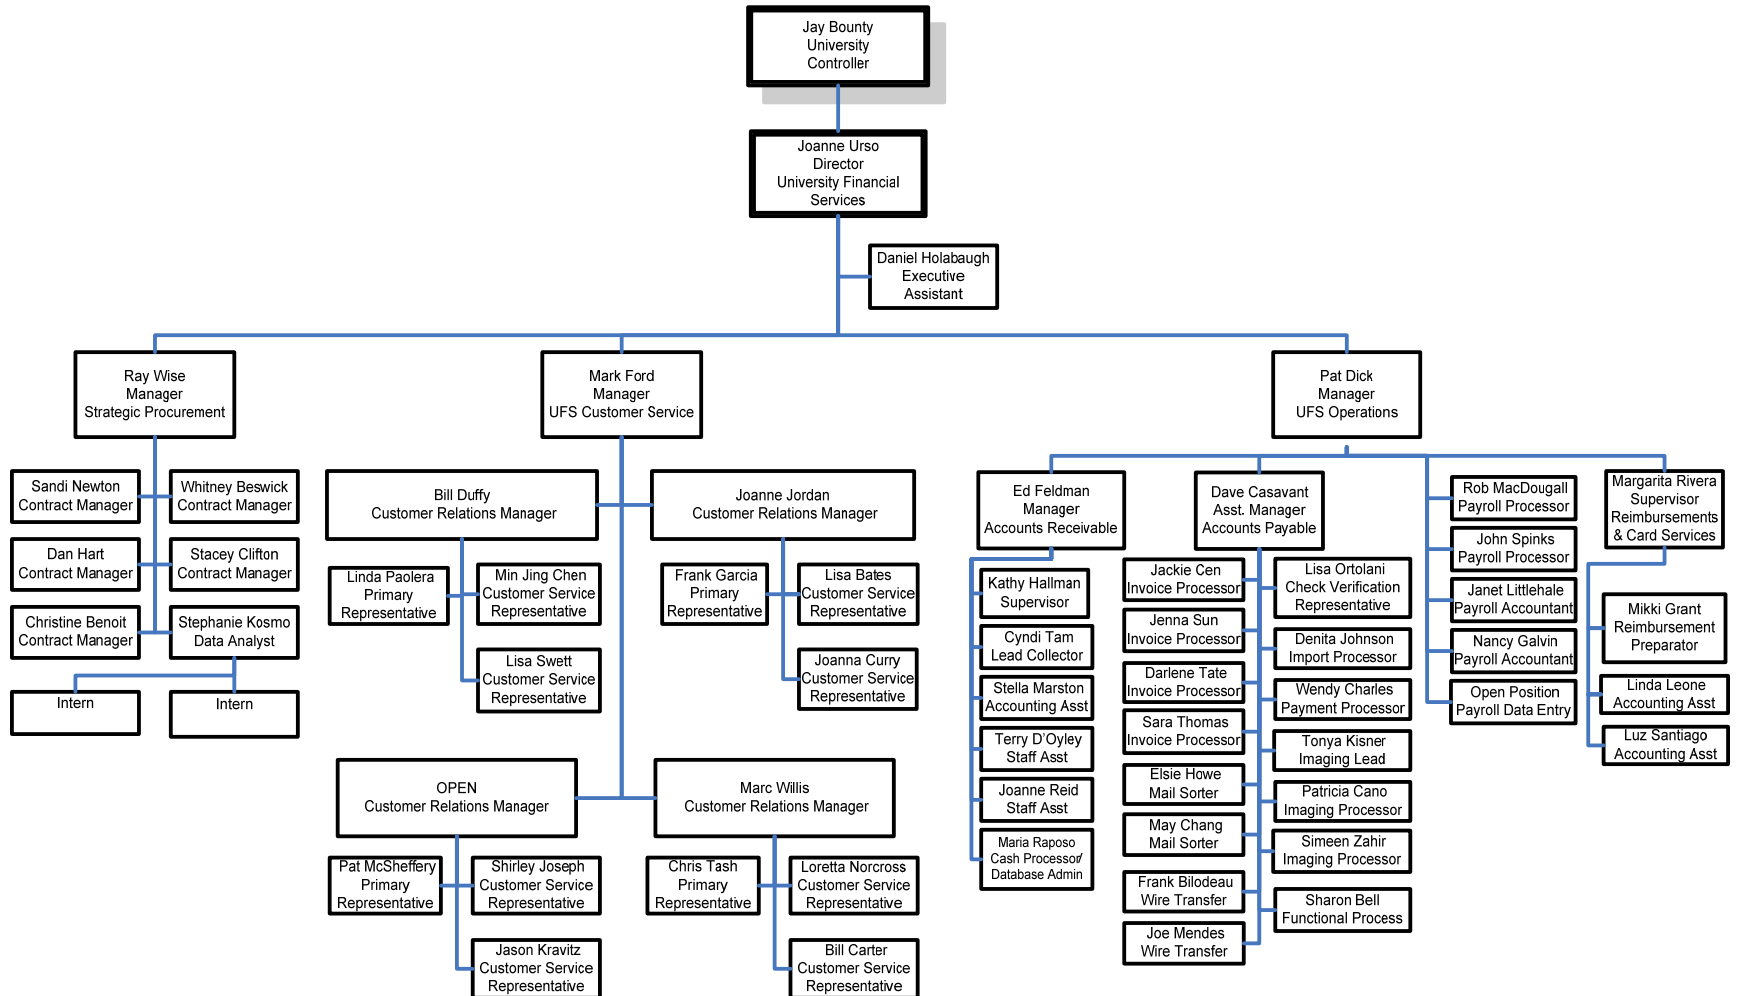 Jay Bounty
University
Controller
Joanne Urso
Director
University Financial
Services
Daniel Holabaugh
Executive
Assistant
Ray Wise
Manager
Strategic Procurement
Mark Ford
Manager
UFS Customer Service
Pat Dick
Manager
UFS Operations
Sandi Newton
Contract Manager
Whitney Beswick
Contract Manager
Dan Hart
Contract Manager
Stacey Clifton
Contract Manager
Christine Benoit
Contract Manager
Stephanie Kosmo
Data Analyst
Intern
Intern
Bill Duffy
Customer Relations Manager
Joanne Jordan
Customer Relations Manager
Linda Paolera
Primary
Representative
Min Jing Chen
Customer Service
Representative
Lisa Swett
Customer Service
Representative
Frank Garcia
Primary
Representative
Lisa Bates
Customer Service
Representative
Joanna Curry
Customer Service
Representative
OPEN
Customer Relations Manager
Marc Willis
Customer Relations Manager
Pat McSheffery
Primary
Representative
Shirley Joseph
Customer Service
Representative
Jason Kravitz
Customer Service
Representative
Chris Tash
Primary
Representative
Loretta Norcross
Customer Service
Representative
Bill Carter
Customer Service
Representative
Ed Feldman
Manager
Accounts Receivable
Kathy Hallman
Supervisor
Cyndi Tam
Lead Collector
Stella Marston
Accounting Asst
Terry D’Oyley
Staff Asst
Joanne Reid
Staff Asst
Maria Raposo
Cash Processor/
Database Admin
Dave Casavant
Asst. Manager
Accounts Payable
Jackie Cen
Invoice Processor
Jenna Sun
Invoice Processor
Darlene Tate
Invoice Processor
Sara Thomas
Invoice Processor
Elsie Howe
Mail Sorter
May Chang
Mail Sorter
Frank Bilodeau
Wire Transfer
Joe Mendes
Wire Transfer
Lisa Ortolani
Check Verification
Representative
Denita Johnson
Import Processor
Wendy Charles
Payment Processor
Tonya Kisner
Imaging Lead
Patricia Cano
Imaging Processor
Simeen Zahir
Imaging Processor
Sharon Bell
Functional Process
Rob MacDougall
Payroll Processor
John Spinks
Payroll Processor
Janet Littlehale
Payroll Accountant
Nancy Galvin
Payroll Accountant
Open Position
Payroll Data Entry
Margarita Rivera
Supervisor
Reimbursements
& Card Services
Mikki Grant
Reimbursement
Preparator
Linda Leone
Accounting Asst
Luz Santiago
Accounting Asst